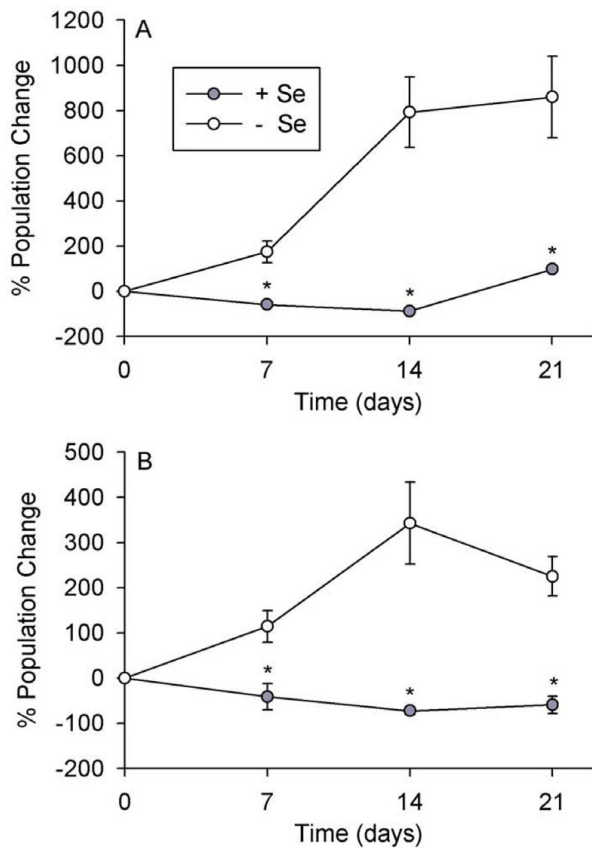 A
1200
1000
800
600
400
200
0
-200
% Population Change
+ Se
- Se
*
*
*
0 7 14 21
Time (days)
B
500
400
300
200
100
0
-100
-200
% Population Change
*
*
*
0 7 14 21
Time (days)